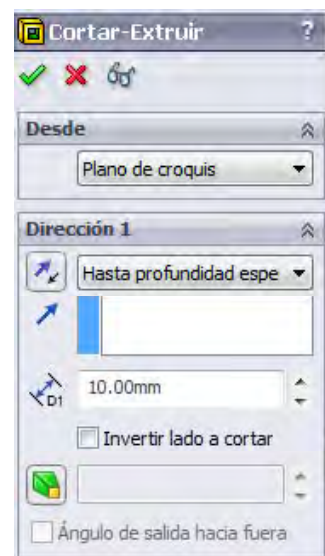 Cortar-Extruir ?
Desde
Plano de croquis
Dirección 1
Hasta profundidad espe
D1 10.00mm
Invertir lado a cortar
Ángulo de salida hacia fuera